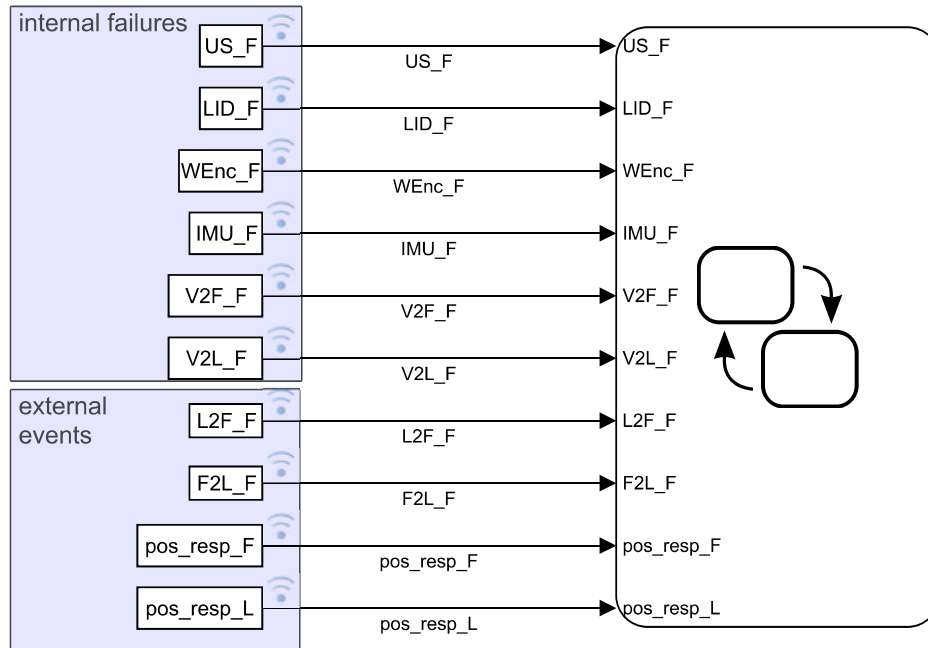 internal failures
US_F
US_F
US_F
LID_F
LID_F
LID_F
WEnc_F
WEnc_F
WEnc_F
IMU_F
IMU_F
IMU_F
V2F_F
V2F_F
V2F_F
V2L_F
V2L_F
V2L_F
external
events
L2F_F
L2F_F
L2F_F
F2L_F
F2L_F
F2L_F
pos_resp_F
pos_resp_F
pos_resp_F
pos_resp_L
pos_resp_L
pos_resp_L